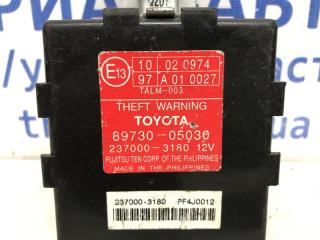 E13
10 02 0974
97 A 01 0027
TALM-003
THEFT WARNING
TOYOTA
89730-05030
237000-3180 12V
FUJITSU TEN CORP. OF THE PHILIPPINES
MADE IN THE PHILIPPINES
237000-3180 PF4J0012